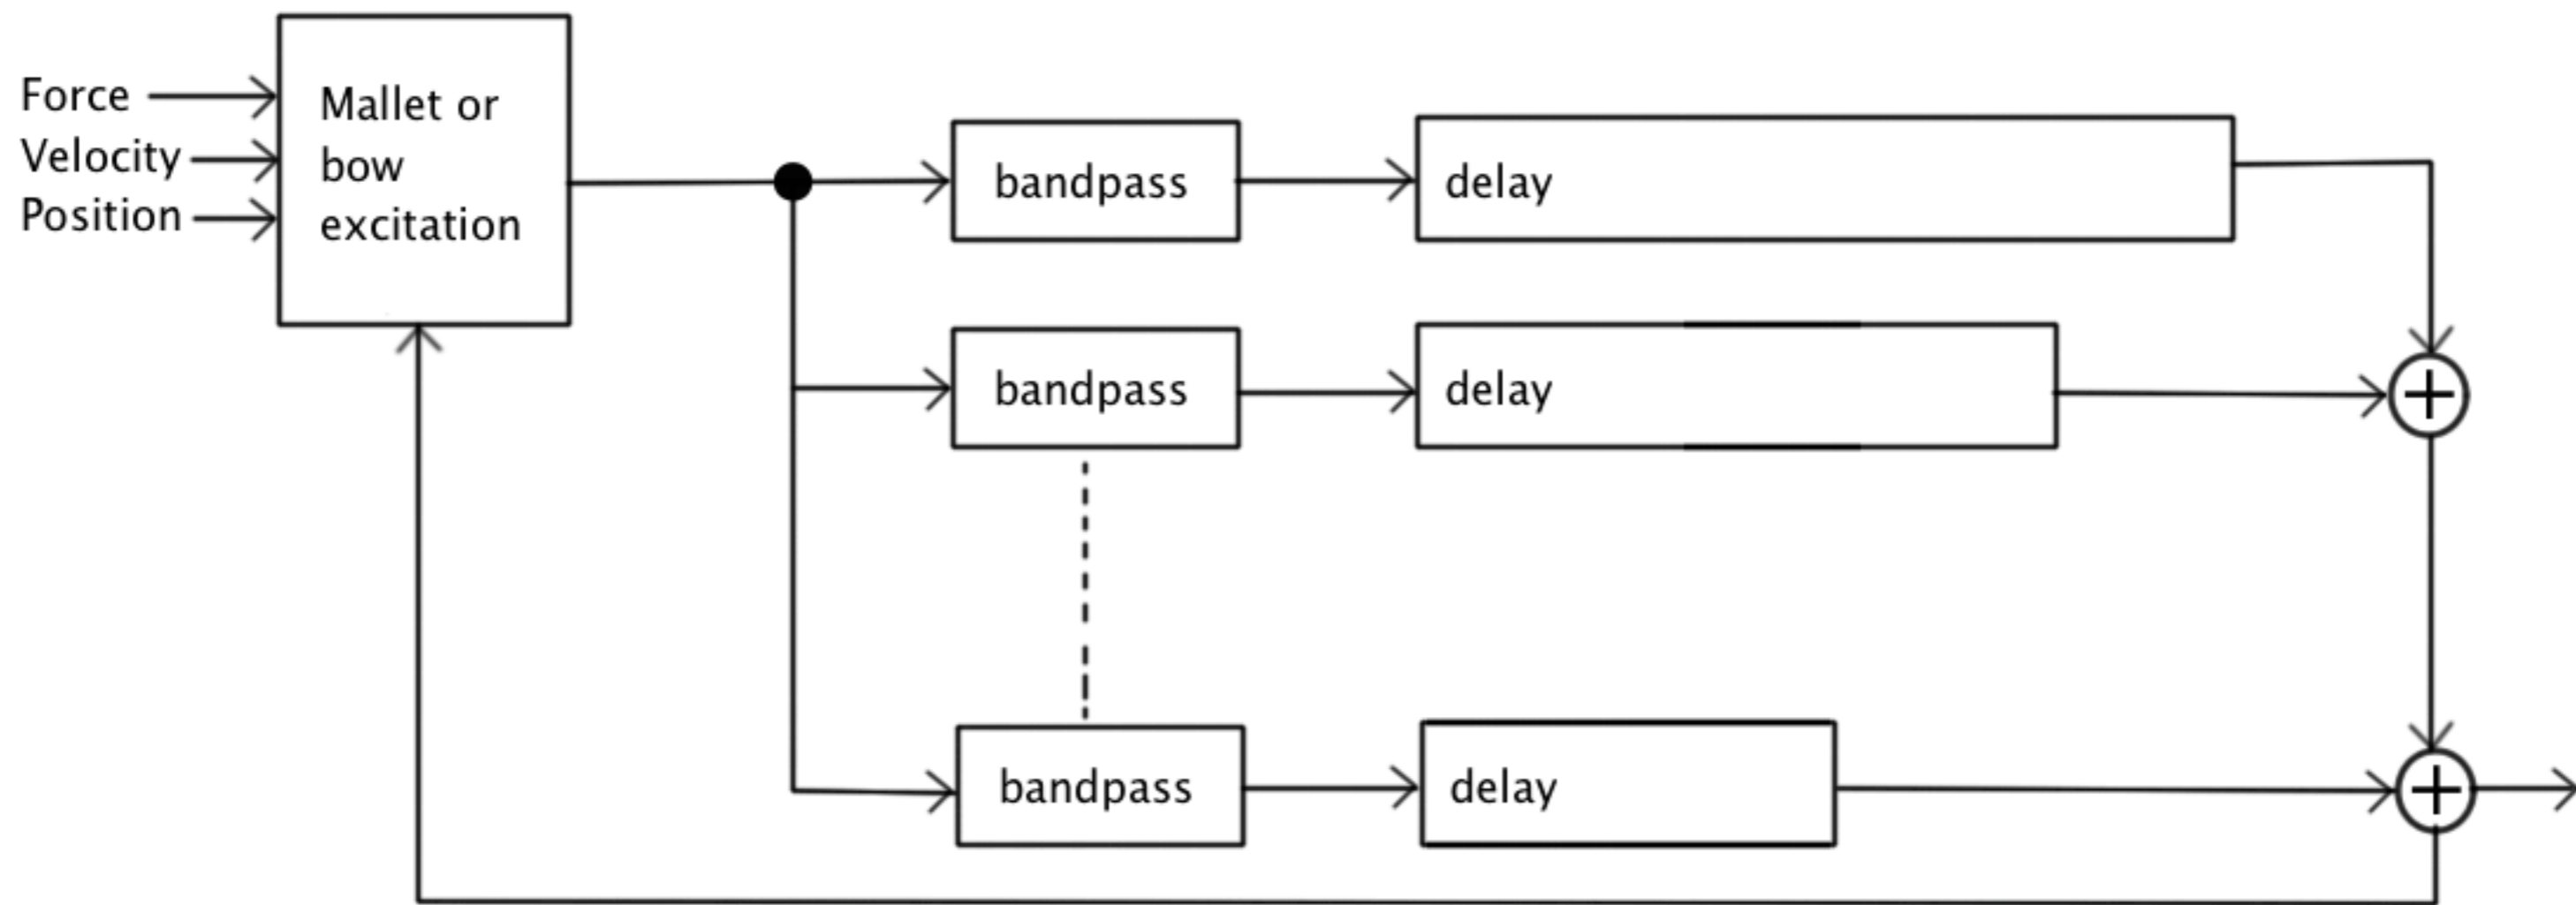 Force
Velocity
Position
Mallet or
bow
excitation
bandpass
delay
bandpass
delay
bandpass
delay